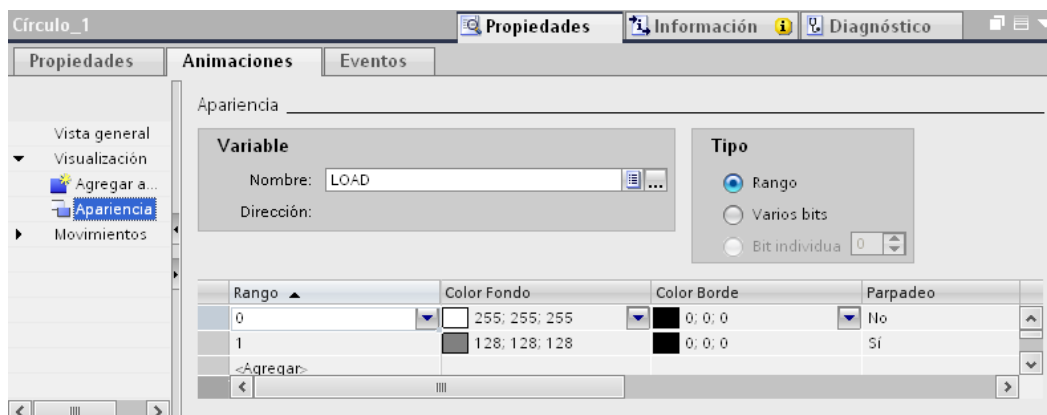 Círculo_1
Propiedades
Información
Diagnóstico
Propiedades
Animaciones
Eventos
Apariencia
Vista general
Visualización
Agregar a...
Apariencia
Movimientos
Variable
Nombre: LOAD
...
Dirección:
Tipo
Rango
Varios bits
Bit individua 0
Rango Color Fondo Color Borde Parpadeo
0 255; 255; 255 0; 0; 0 No
1 128; 128; 128 0; 0; 0 Sí
<Agregar>